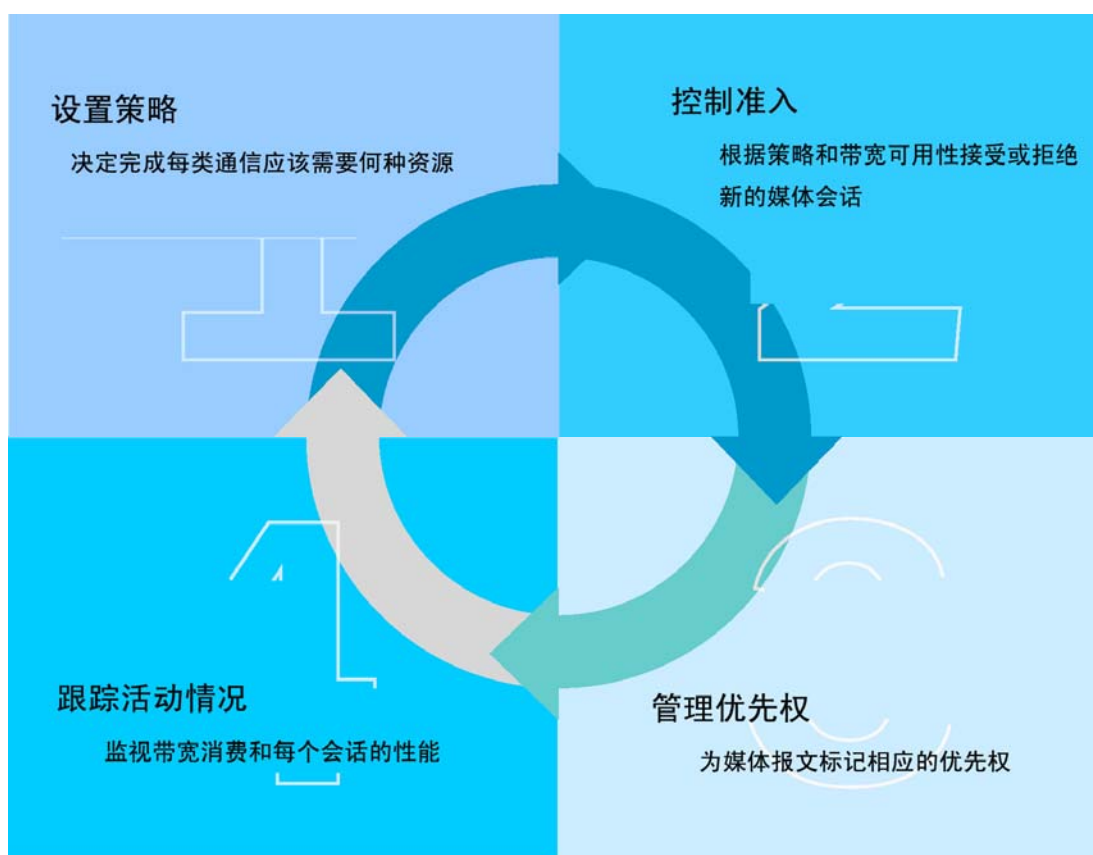 设置策略
决定完成每类通信应该需要何种资源
控制准入
根据策略和带宽可用性接受或拒绝
新的媒体会话
跟踪活动情况
监视带宽消费和每个会话的性能
管理优先权
为媒体报文标记相应的优先权